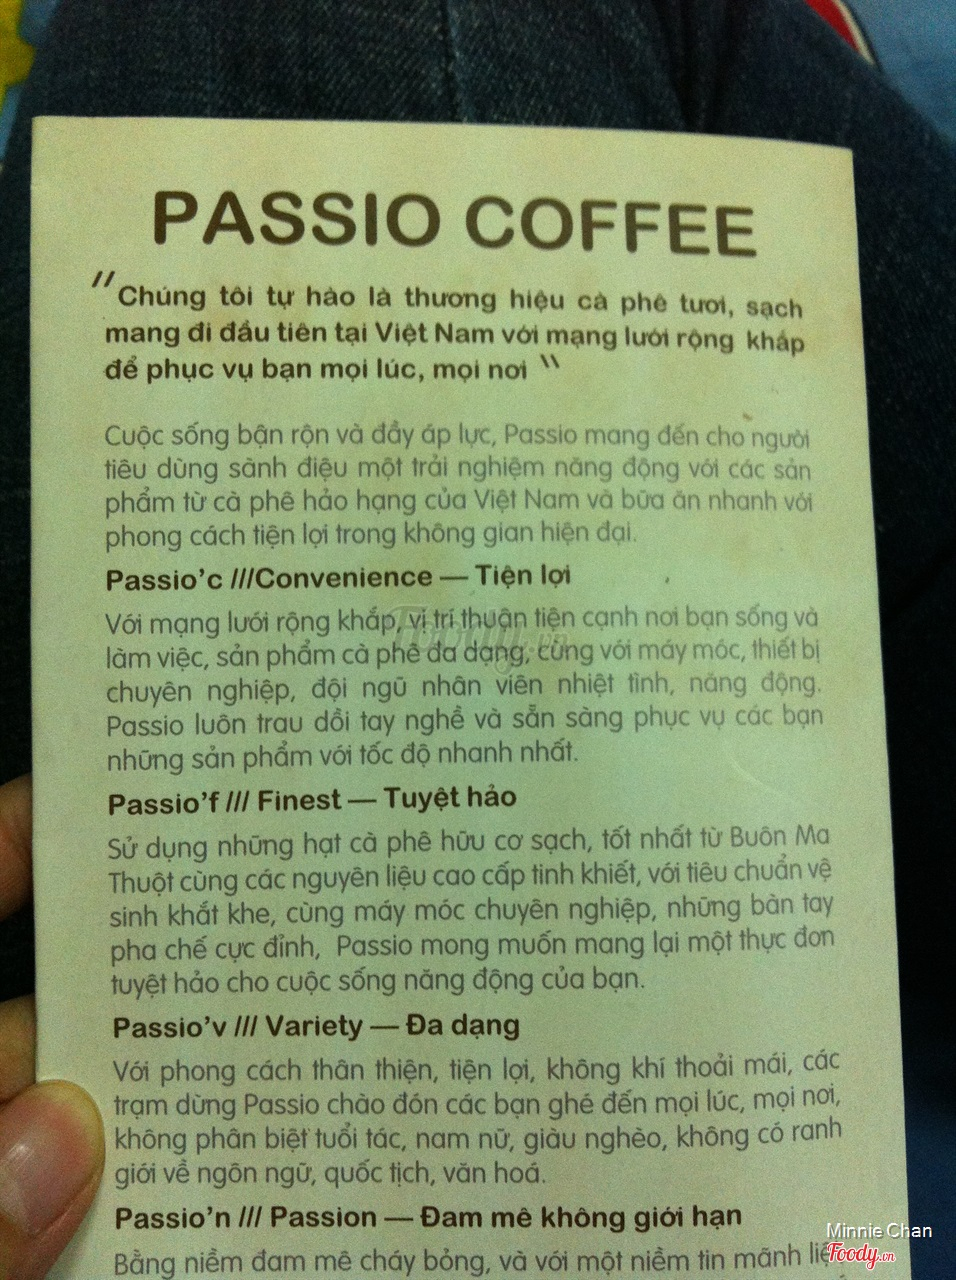 PASSIO COFFEE
"Chúng tôi tự hào là thương hiệu cà phê tươi, sạch
mang đi đầu tiên tại Việt Nam với mạng lưới rộng khắp
để phục vụ bạn mọi lúc, mọi nơi "
Cuộc sống bận rộn và đầy áp lực, Passio mang đến cho người
tiêu dùng sành điệu một trải nghiệm năng động với các sản
phẩm từ cà phê hảo hạng của Việt Nam và bữa ăn nhanh với
phong cách tiện lợi trong không gian hiện đại.
Passio'c ///Convenience — Tiện lợi
Với mạng lưới rộng khắp, vị trí thuận tiện cạnh nơi bạn sống và
làm việc, sản phẩm cà phê đa dạng, cùng với máy móc, thiết bị
chuyên nghiệp, đội ngũ nhân viên nhiệt tình, năng động.
Passio luôn trau dồi tay nghề và sẵn sàng phục vụ các bạn
những sản phẩm với tốc độ nhanh nhất.
Passio'f /// Finest — Tuyệt hảo
Sử dụng những hạt cà phê hữu cơ sạch, tốt nhất từ Buôn Ma
Thuột cùng các nguyên liệu cao cấp tinh khiết, với tiêu chuẩn vệ
sinh khắt khe, cùng máy móc chuyên nghiệp, những bàn tay
pha chế cực đỉnh, Passio mong muốn mang lại một thực đơn
tuyệt hảo cho cuộc sống năng động của bạn.
Passio'v /// Variety — Đa dạng
Với phong cách thân thiện, tiện lợi, không khí thoải mái, các
trạm dừng Passio chào đón các bạn ghé đến mọi lúc, mọi nơi,
không phân biệt tuổi tác, nam nữ, giàu nghèo, không có ranh
giới về ngôn ngữ, quốc tịch, văn hoá.
Passio'n /// Passion — Đam mê không giới hạn
Bằng niềm đam mê cháy bỏng, và với một niềm tin mãnh
Minnie Chan
Foody.vn
Foody.vn